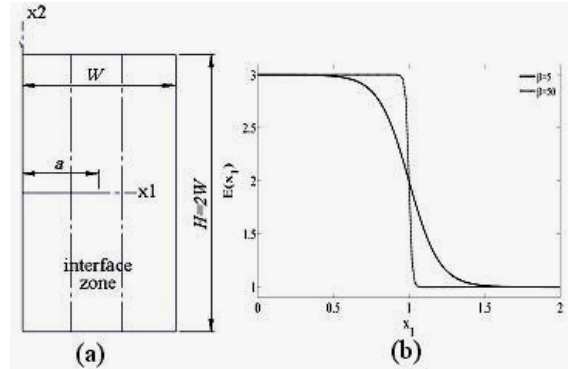 x2
W
a
x1
H=2W
interface
zone
(a)
β=5
β=50
3
2.5
2
1.5
1
E(x₁)
0
0.5
1
1.5
2
x₁
(b)